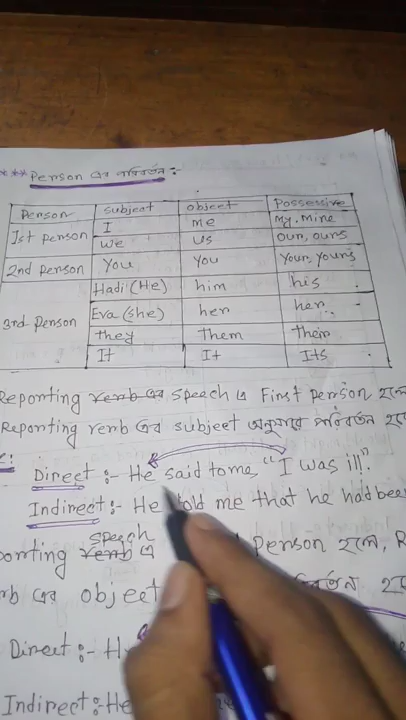 *** Person এর পরিবর্তন :-
Person subject object Possessive
1st person I me my, mine
we us our, ours
2nd person You you your, yours
3rd person Hadi (He) him his
Eva (she) her her
they Them Their
It It Its
Reporting verb এর speech এ First person হলে
Reporting verb এর subject অনুসারে পরিবর্তন
Direct :- He said to me "I was ill".
Indirect :- He told me that he had
speech
verb এ person হলে,
এর object
Direct :-
Indirect :- He